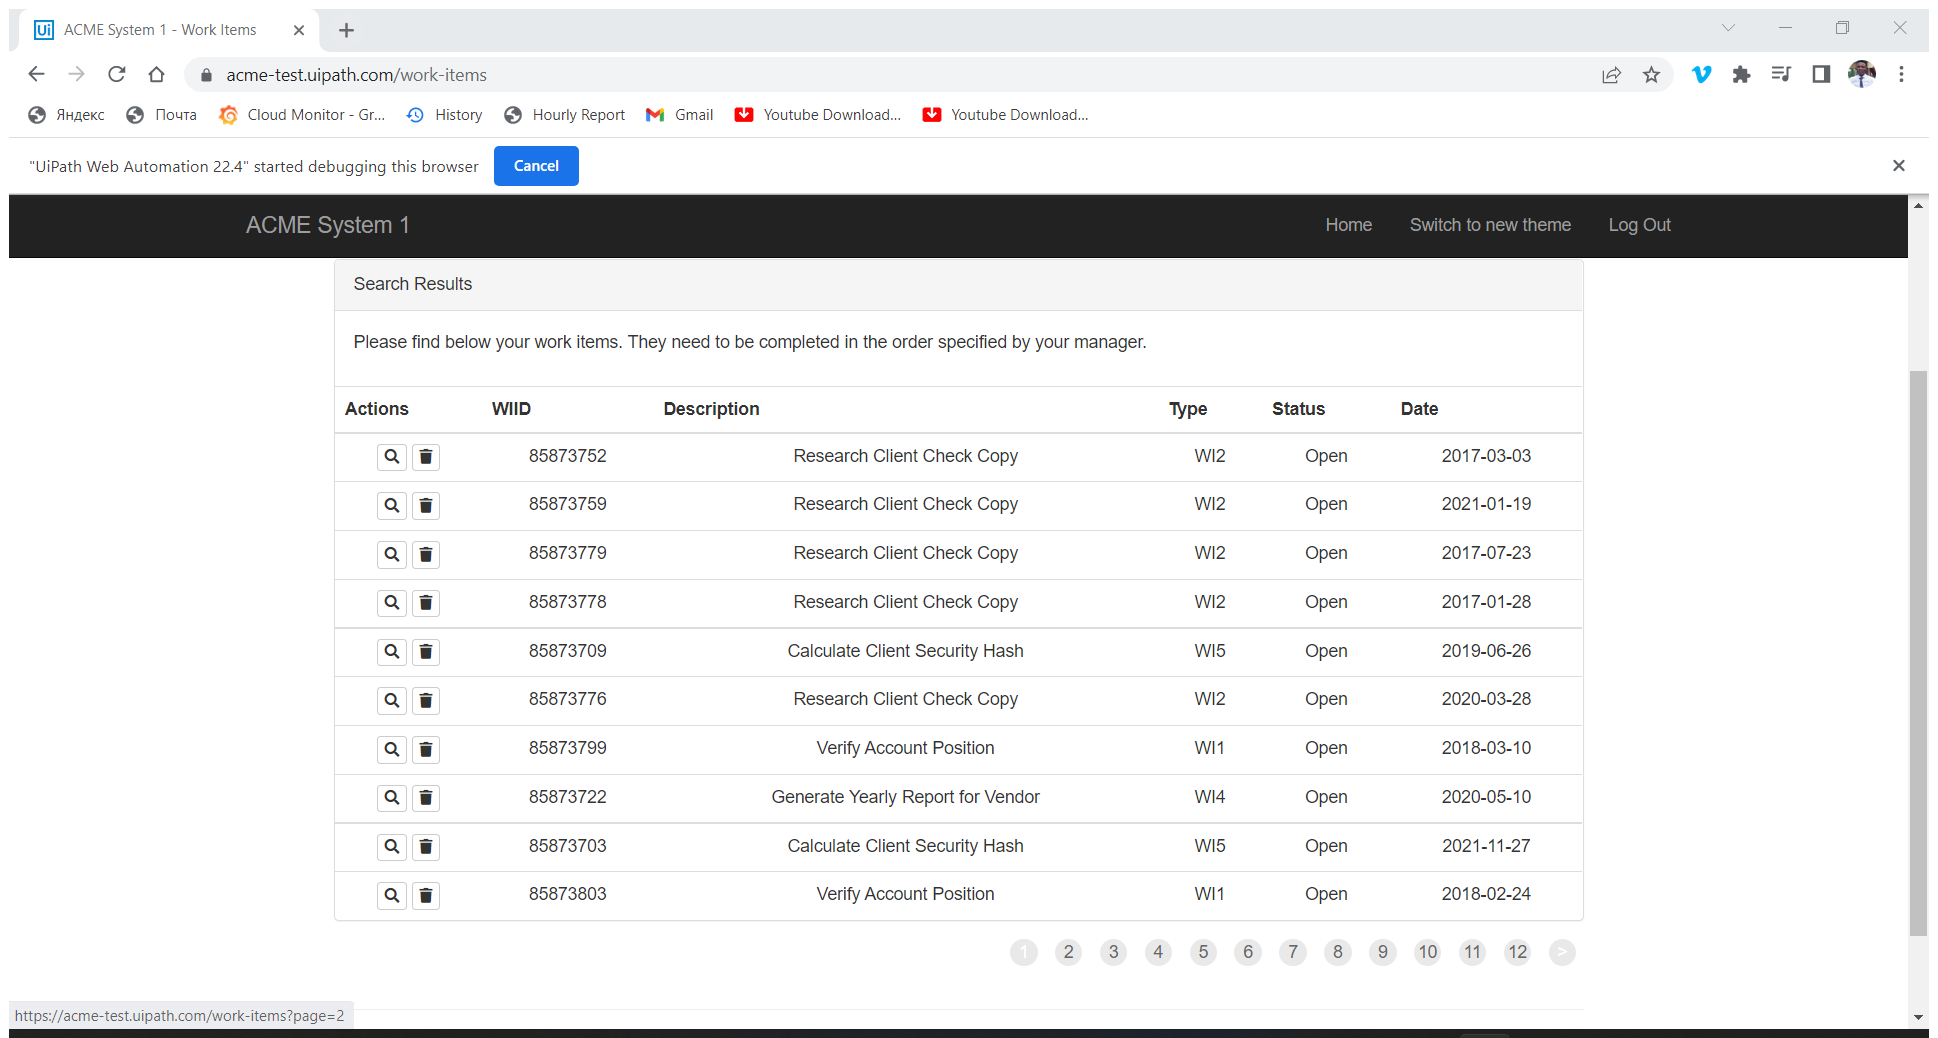 Ui ACME System 1 - Work Items
acme-test.uipath.com/work-items
Яндекс Почта Cloud Monitor - Gr... History Hourly Report Gmail Youtube Download... Youtube Download...
"UiPath Web Automation 22.4" started debugging this browser Cancel
ACME System 1 Home Switch to new theme Log Out
Search Results
Please find below your work items. They need to be completed in the order specified by your manager.
Actions WIID Description Type Status Date
85873752 Research Client Check Copy WI2 Open 2017-03-03
85873759 Research Client Check Copy WI2 Open 2021-01-19
85873779 Research Client Check Copy WI2 Open 2017-07-23
85873778 Research Client Check Copy WI2 Open 2017-01-28
85873709 Calculate Client Security Hash WI5 Open 2019-06-26
85873776 Research Client Check Copy WI2 Open 2020-03-28
85873799 Verify Account Position WI1 Open 2018-03-10
85873722 Generate Yearly Report for Vendor WI4 Open 2020-05-10
85873703 Calculate Client Security Hash WI5 Open 2021-11-27
85873803 Verify Account Position WI1 Open 2018-02-24
1 2 3 4 5 6 7 8 9 10 11 12 >
https://acme-test.uipath.com/work-items?page=2